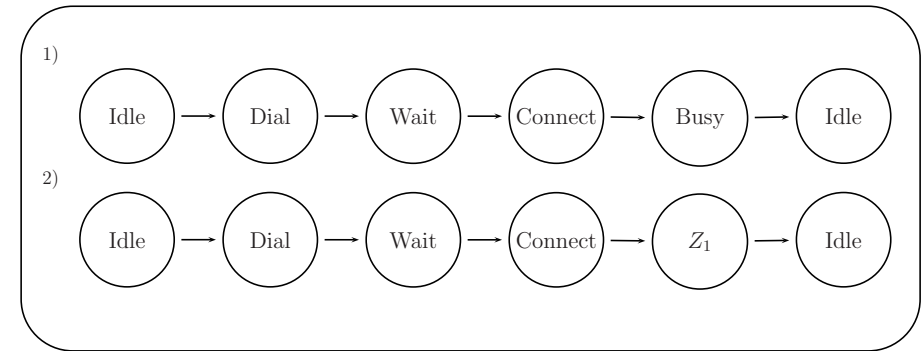 1)
Idle Dial Wait Connect Busy Idle
2)
Idle Dial Wait Connect Z₁ Idle